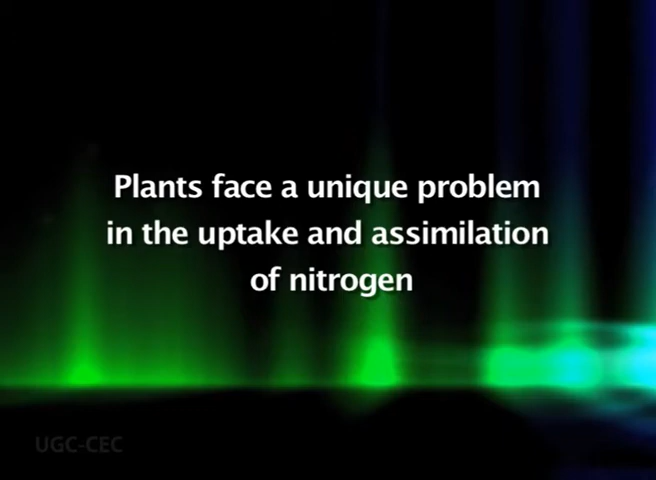 Plants face a unique problem
in the uptake and assimilation
of nitrogen
UGC-CEC